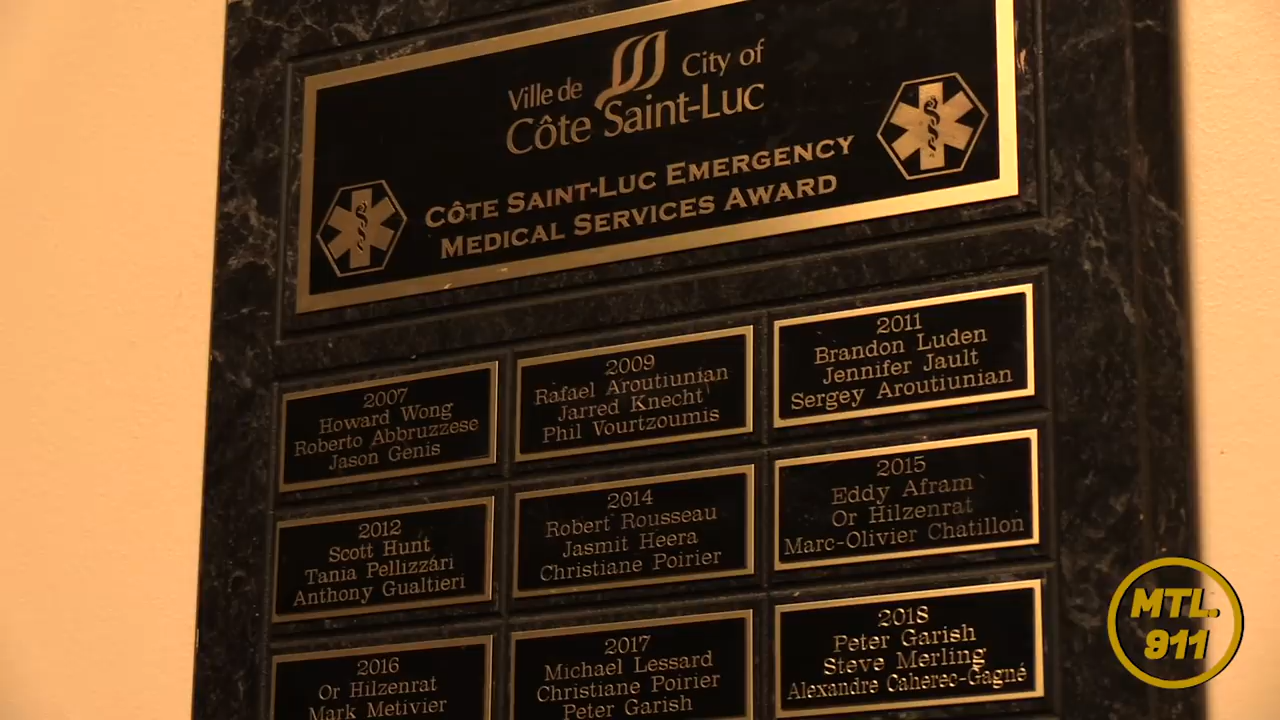 Ville de City of
Côte Saint-Luc
CÔTE SAINT-LUC EMERGENCY
MEDICAL SERVICES AWARD
2007
Howard Wong
Roberto Abbruzzese
Jason Genis
2009
Rafael Aroutiunian
Jarred Knecht
Phil Vourtzoumis
2011
Brandon Luden
Jennifer Jault
Sergey Aroutiunian
2012
Scott Hunt
Tania Pellizzari
Anthony Gualtieri
2014
Robert Rousseau
Jasmit Heera
Christiane Poirier
2015
Eddy Afram
Or Hilzenrat
Marc-Olivier Chatillon
2016
Or Hilzenrat
Mark Metivier
2017
Michael Lessard
Christiane Poirier
Peter Garish
2018
Peter Garish
Steve Merling
Alexandre Caherec-Gagné
MTL.
911